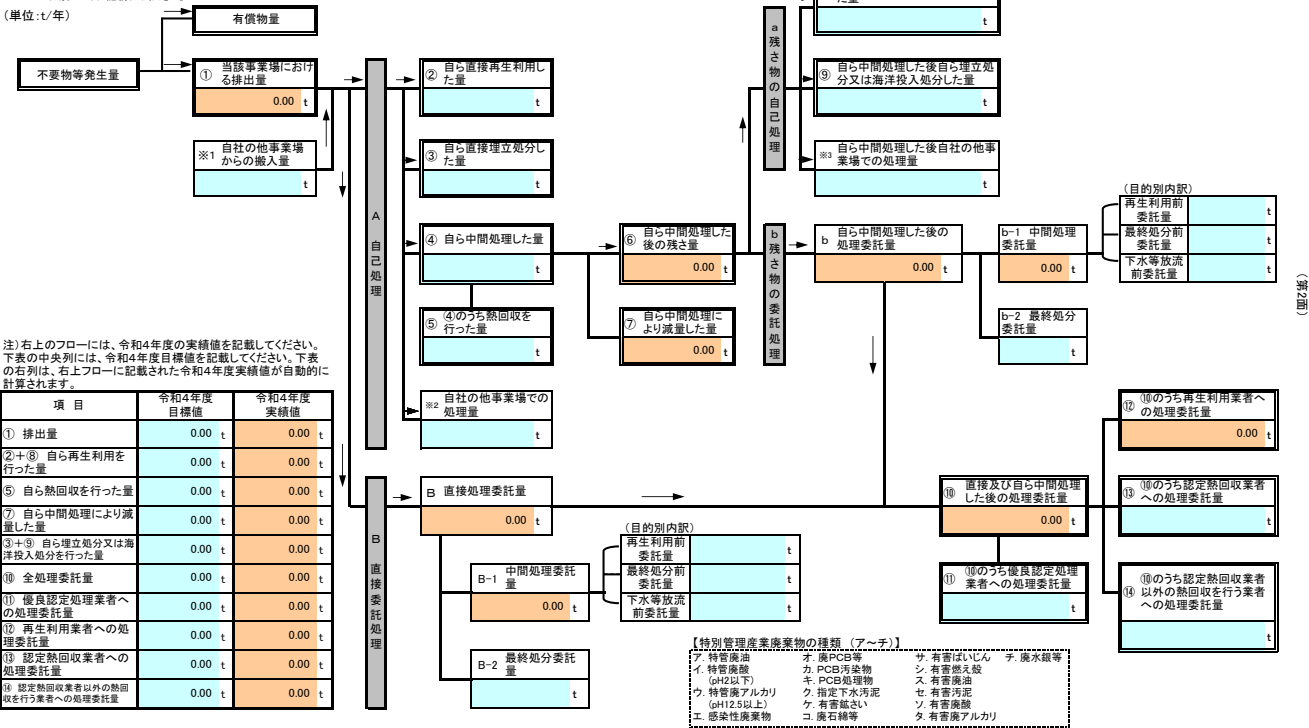 (単位:t/年)
有償物量
不要物等発生量
① 当該事業場におけ
る排出量
0.00 t
※1 自社の他事業場
からの搬入量
t
A 自己処理
② 自ら直接再生利用し
た量
t
③ 自ら直接埋立処分し
た量
t
④ 自ら中間処理した量
t
⑤ ④のうち熱回収を
行った量
t
※2 自社の他事業場での
処理量
t
⑥ 自ら中間処理した
後の残さ量
0.00 t
⑦ 自ら中間処理に
より減量した量
0.00 t
a 残さ物の自己処理
t
⑨ 自ら中間処理した後自ら埋立処
分又は海洋投入処分した量
t
※3 自ら中間処理した後自社の他事
業場での処理量
t
b 残さ物の委託処理
b 自ら中間処理した後の
処理委託量
0.00 t
b-1 中間処理
委託量
0.00 t
(目的別内訳)
再生利用前
委託量
t
最終処分前
委託量
t
下水等放流
前委託量
t
b-2 最終処分
委託量
t
(第2面)
注)右上のフローには、令和4年度の実績値を記載してください。
下表の中央列には、令和4年度目標値を記載してください。下表
の右列は、右上フローに記載された令和4年度実績値が自動的に
計算されます。
項 目 令和4年度
目標値 令和4年度
実績値
① 排出量 0.00 t 0.00 t
②+⑧ 自ら再生利用を
行った量 0.00 t 0.00 t
⑤ 自ら熱回収を行った量 0.00 t 0.00 t
⑦ 自ら中間処理により減
量した量 0.00 t 0.00 t
③+⑨ 自ら埋立処分又は海
洋投入処分を行った量 0.00 t 0.00 t
⑩ 全処理委託量 0.00 t 0.00 t
⑪ 優良認定処理業者へ
の処理委託量 0.00 t 0.00 t
⑫ 再生利用業者への処
理委託量 0.00 t 0.00 t
⑬ 認定熱回収業者への
処理委託量 0.00 t 0.00 t
⑭ 認定熱回収業者以外の熱回
収を行う業者への処理委託量 0.00 t 0.00 t
B 直接委託処理
B 直接処理委託量
0.00 t
B-1 中間処理委託
量
0.00 t
(目的別内訳)
再生利用前
委託量
t
最終処分前
委託量
t
下水等放流
前委託量
t
B-2 最終処分委託
量
t
⑩ 直接及び自ら中間処理
した後の処理委託量
0.00 t
⑪ ⑩のうち優良認定処理
業者への処理委託量
t
⑫ ⑩のうち再生利用業者へ
の処理委託量
0.00 t
⑬ ⑩のうち認定熱回収業者
への処理委託量
t
⑭ ⑩のうち認定熱回収業者
以外の熱回収を行う業者
への処理委託量
t
【特別管理産業廃棄物の種類 (ア~チ)】
ア. 特管廃油 オ. 廃PCB等 サ. 有害ばいじん チ. 廃水銀等
イ. 特管廃酸 カ. PCB汚染物 シ. 有害燃え殻
(pH2以下) キ. PCB処理物 ス. 有害廃油
ウ. 特管廃アルカリ ク. 指定下水汚泥 セ. 有害汚泥
(pH12.5以上) ケ. 有害鉱さい ソ. 有害廃酸
エ. 感染性廃棄物 コ. 廃石綿等 タ. 有害廃アルカリ